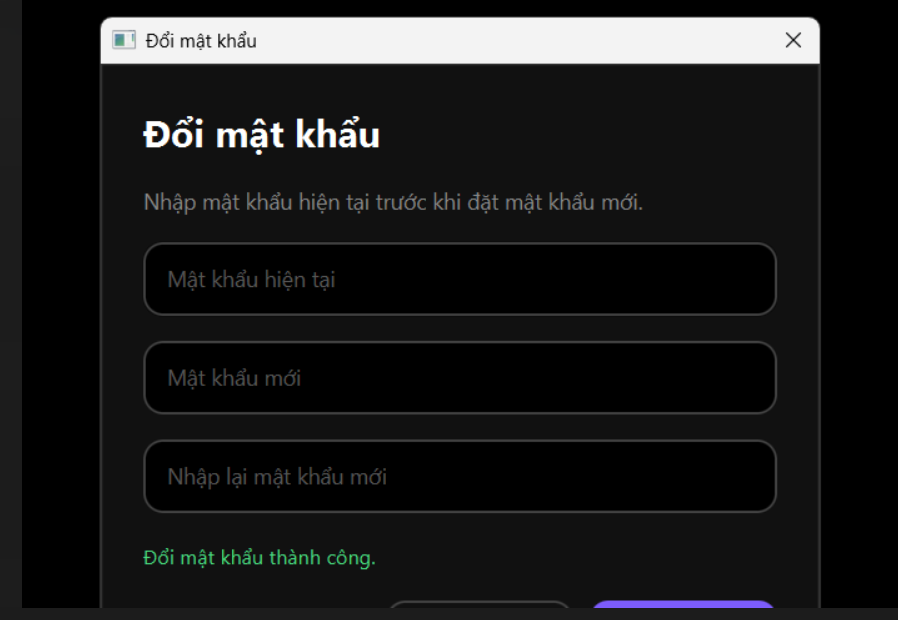 Đổi mật khẩu
Đổi mật khẩu
Nhập mật khẩu hiện tại trước khi đặt mật khẩu mới.
Mật khẩu hiện tại
Mật khẩu mới
Nhập lại mật khẩu mới
Đổi mật khẩu thành công.